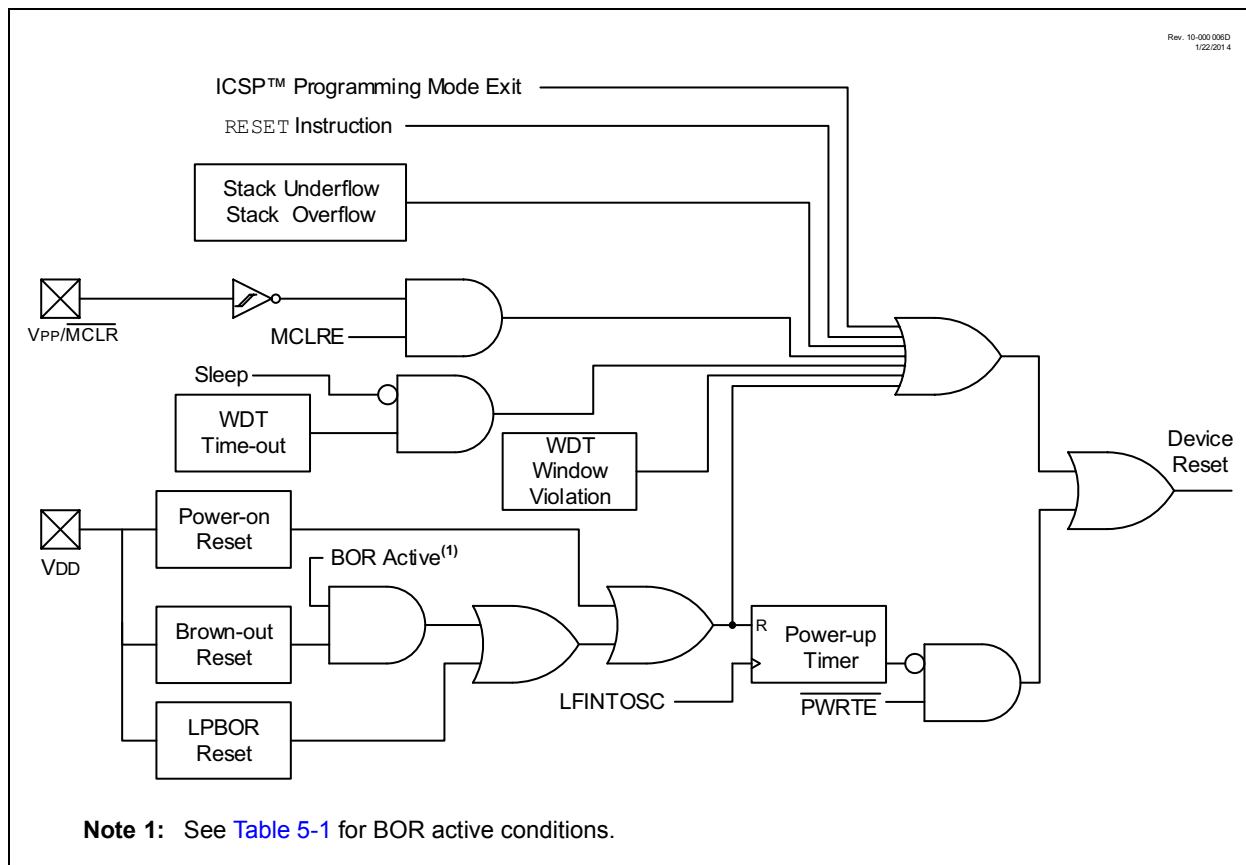 Rev. 10-000 006D
1/22/201 4
ICSP™ Programming Mode Exit
RESET Instruction
Stack Underflow
Stack Overflow
VPP/MCLR
MCLRE
Sleep
WDT
Time-out
WDT
Window
Violation
Device
Reset
VDD
Power-on
Reset
BOR Active(1)
Brown-out
Reset
R
Power-up
Timer
LFINTOSC
PWRTE
LPBOR
Reset
Note 1: See Table 5-1 for BOR active conditions.